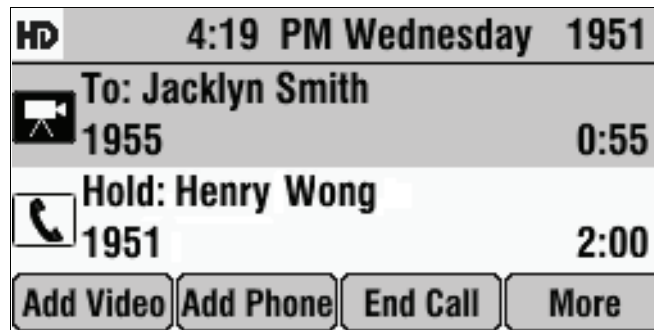 HD 4:19 PM Wednesday 1951
To: Jacklyn Smith
1955 0:55
Hold: Henry Wong
1951 2:00
Add Video Add Phone End Call More